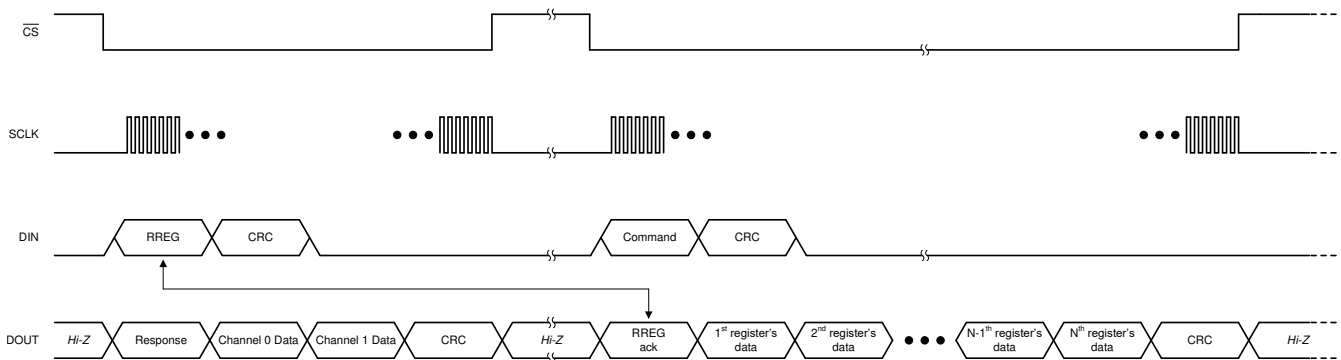 CS
SCLK
DIN
RREG
CRC
Command
CRC
DOUT
Hi-Z
Response
Channel 0 Data
Channel 1 Data
CRC
Hi-Z
RREG
ack
1st register's
data
2nd register's
data
N-1th register's
data
Nth register's
data
CRC
Hi-Z